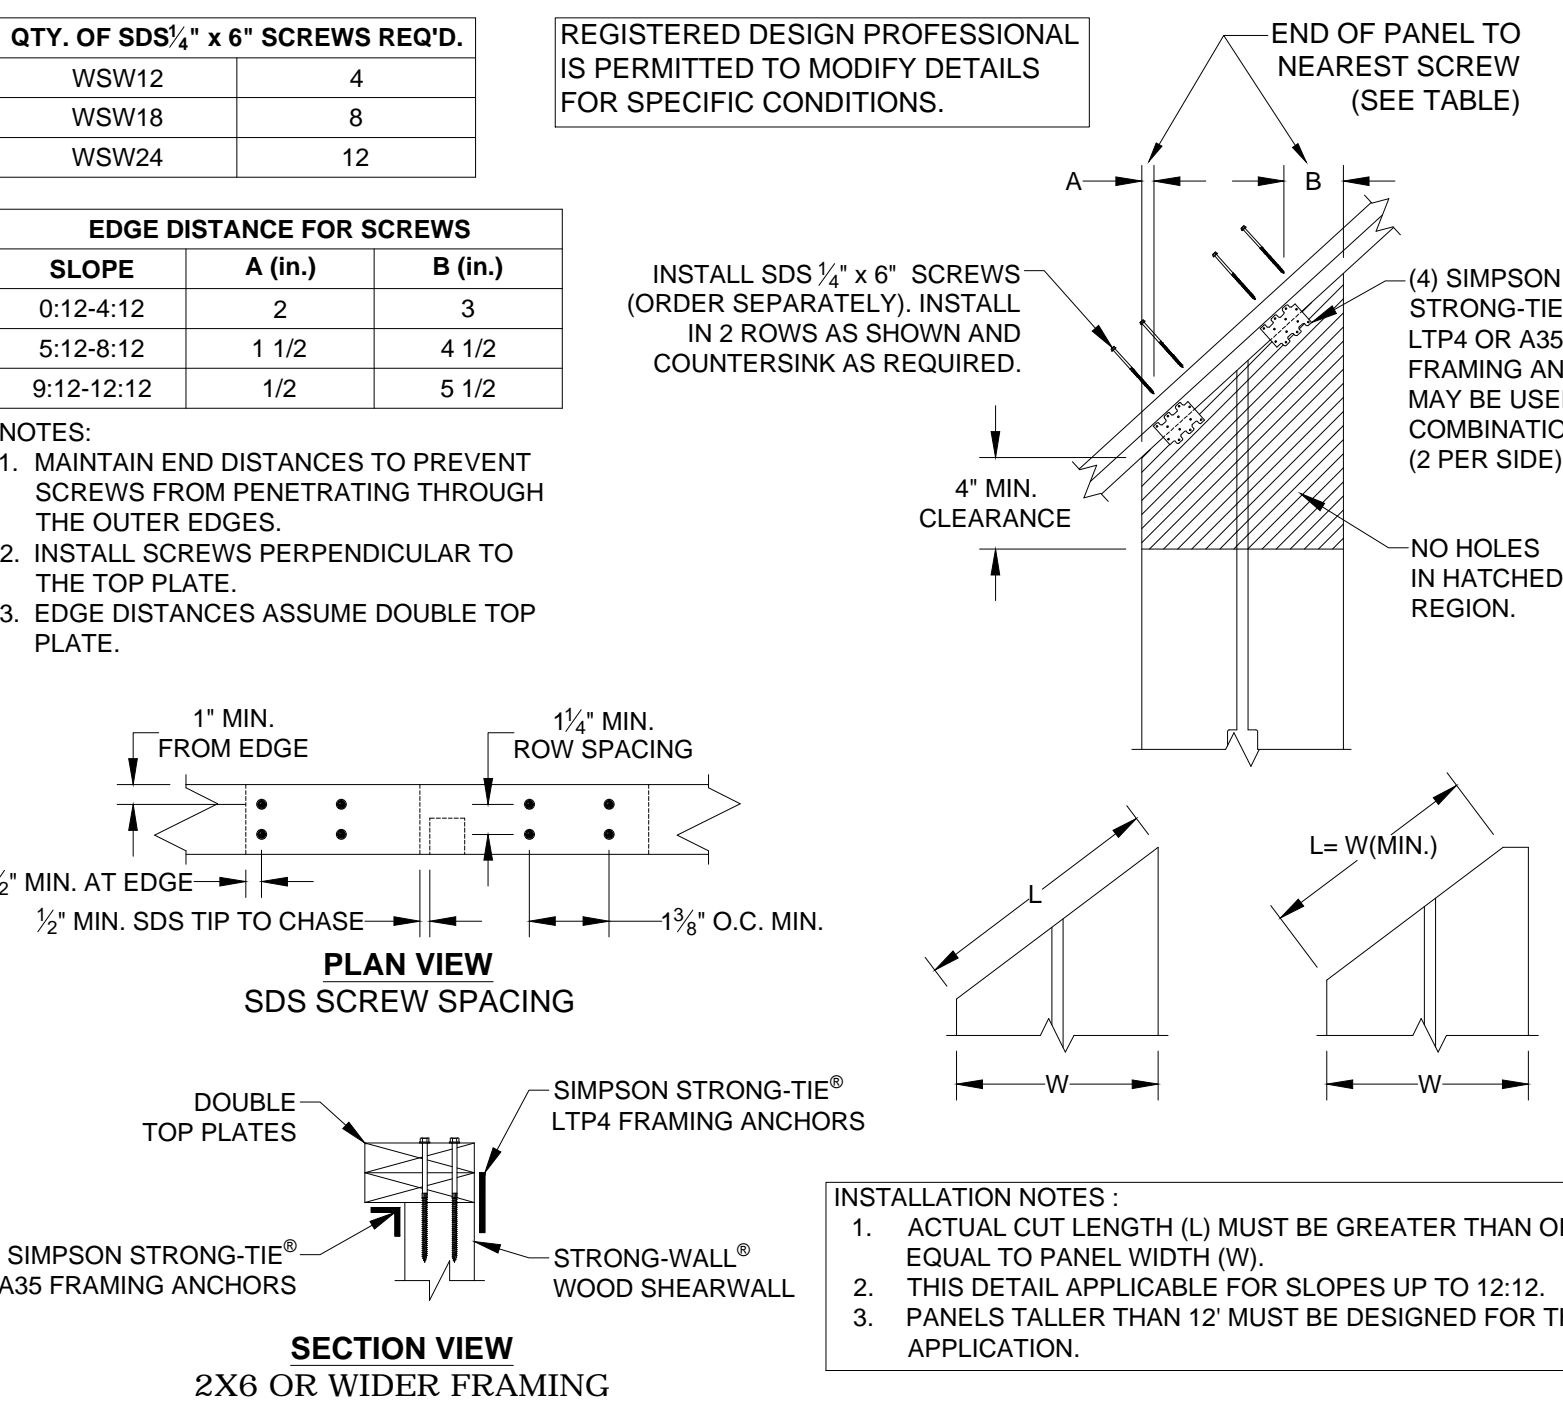 QTY. OF SDS¼" x 6" SCREWS REQ'D.
WSW12 4
WSW18 8
WSW24 12
EDGE DISTANCE FOR SCREWS
SLOPE A (in.) B (in.)
0:12-4:12 2 3
5:12-8:12 1 1/2 4 1/2
9:12-12:12 1/2 5 1/2
NOTES:
1. MAINTAIN END DISTANCES TO PREVENT
SCREWS FROM PENETRATING THROUGH
THE OUTER EDGES.
2. INSTALL SCREWS PERPENDICULAR TO
THE TOP PLATE.
3. EDGE DISTANCES ASSUME DOUBLE TOP
PLATE.
REGISTERED DESIGN PROFESSIONAL
IS PERMITTED TO MODIFY DETAILS
FOR SPECIFIC CONDITIONS.
END OF PANEL TO
NEAREST SCREW
(SEE TABLE)
A
B
INSTALL SDS ¼" x 6" SCREWS
(ORDER SEPARATELY). INSTALL
IN 2 ROWS AS SHOWN AND
COUNTERSINK AS REQUIRED.
(4) SIMPSON
STRONG-TIE
LTP4 OR A35
FRAMING
MAY BE
(2 PER SIDE)
4" MIN.
CLEARANCE
NO HOLES
IN HATCHED
REGION.
1" MIN.
FROM EDGE
1¼" MIN.
ROW SPACING
MIN. AT EDGE
½" MIN. SDS TIP TO CHASE
1⅜" O.C. MIN.
PLAN VIEW
SDS SCREW SPACING
L
W
L= W(MIN.)
W
DOUBLE
TOP PLATES
SIMPSON STRONG-TIE®
LTP4 FRAMING ANCHORS
SIMPSON STRONG-TIE®
A35 FRAMING ANCHORS
STRONG-WALL®
WOOD SHEARWALL
SECTION VIEW
2X6 OR WIDER FRAMING
INSTALLATION NOTES :
1. ACTUAL CUT LENGTH (L) MUST BE GREATER THAN
EQUAL TO PANEL WIDTH (W).
2. THIS DETAIL APPLICABLE FOR SLOPES UP TO 12:12.
3. PANELS TALLER THAN 12' MUST BE DESIGNED FOR
APPLICATION.